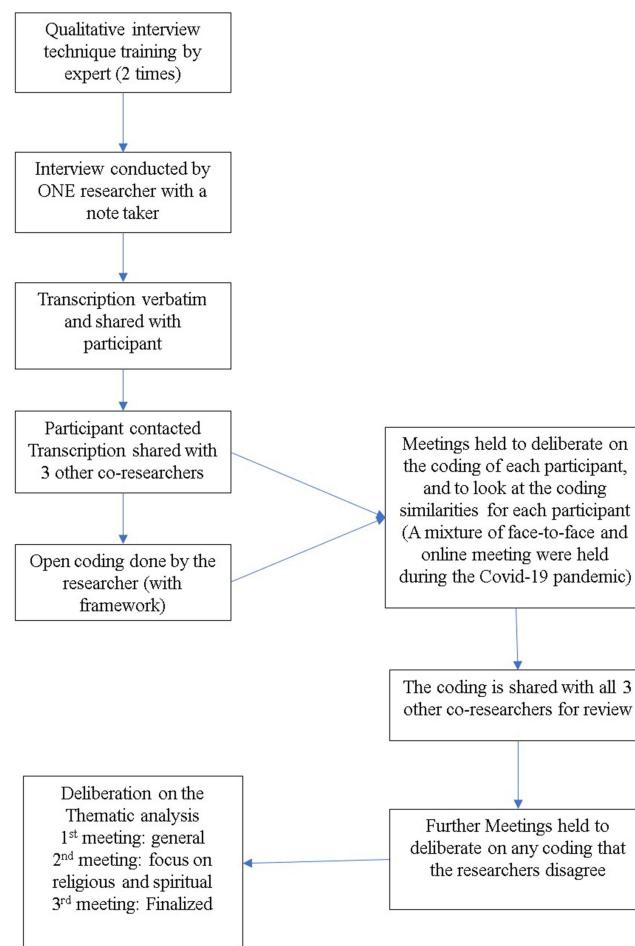 Qualitative interview
technique training by
expert (2 times)
Interview conducted by
ONE researcher with a
note taker
Transcription verbatim
and shared with
participant
Participant contacted
Transcription shared with
3 other co-researchers
Open coding done by the
researcher (with
framework)
Meetings held to deliberate on
the coding of each participant,
and to look at the coding
similarities for each participant
(A mixture of face-to-face and
online meeting were held
during the Covid-19 pandemic)
The coding is shared with all 3
other co-researchers for review
Further Meetings held to
deliberate on any coding that
the researchers disagree
Deliberation on the
Thematic analysis
1st meeting: general
2nd meeting: focus on
religious and spiritual
3rd meeting: Finalized